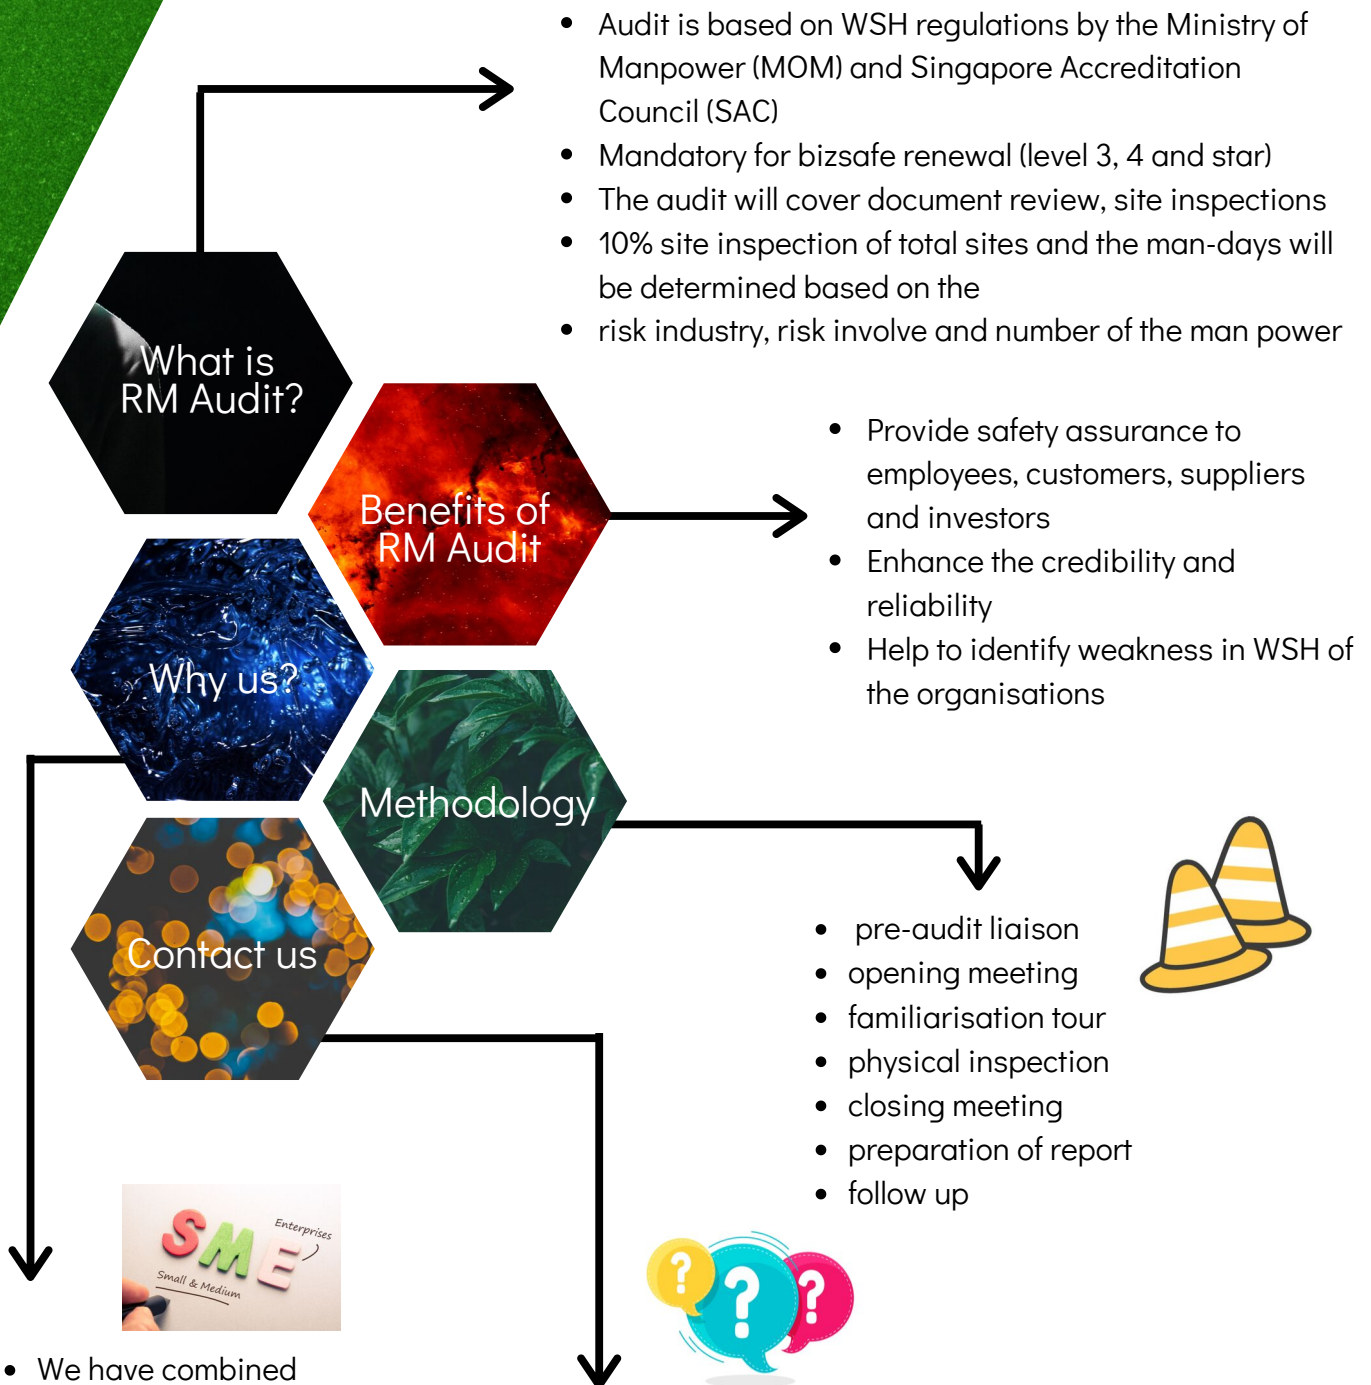 • Audit is based on WSH regulations by the Ministry of
Manpower (MOM) and Singapore Accreditation
Council (SAC)
• Mandatory for bizsafe renewal (level 3, 4 and star)
• The audit will cover document review, site inspections
• 10% site inspection of total sites and the man-days will
be determined based on the
• risk industry, risk involve and number of the man power
What is
RM Audit?
Benefits of
RM Audit
• Provide safety assurance to
employees, customers, suppliers
and investors
• Enhance the credibility and
reliability
• Help to identify weakness in WSH of
the organisations
Why us?
Methodology
• pre-audit liaison
• opening meeting
• familiarisation tour
• physical inspection
• closing meeting
• preparation of report
• follow up
Contact us
SME
Enterprises
Small & Medium
? ? ?
• We have combined